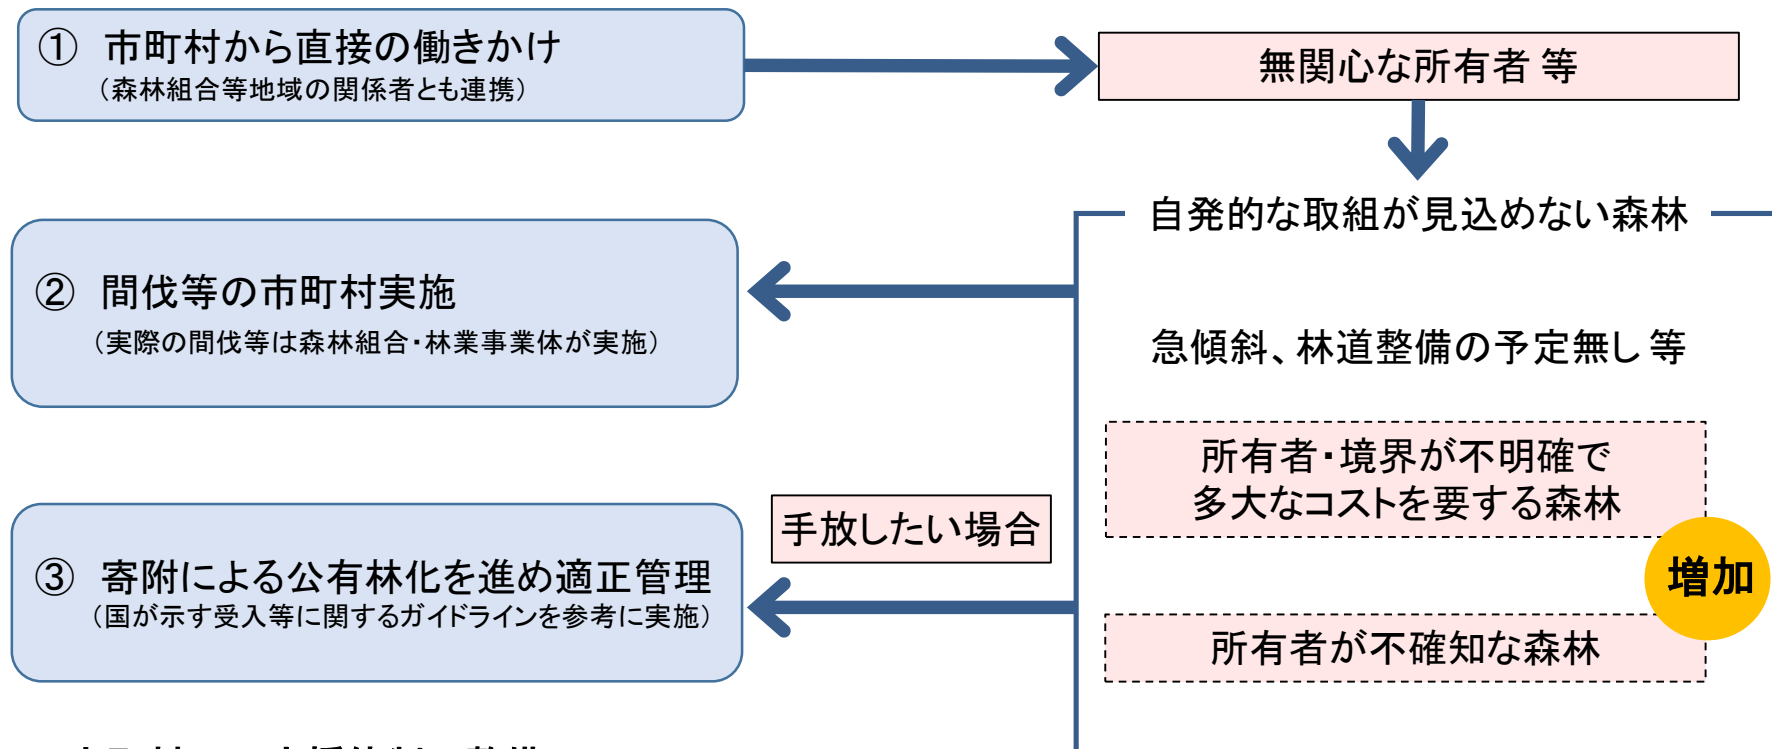 ① 市町村から直接の働きかけ
（森林組合等地域の関係者とも連携）
無関心な所有者 等
自発的な取組が見込めない森林
② 間伐等の市町村実施
（実際の間伐等は森林組合・林業事業体が実施）
急傾斜、林道整備の予定無し 等
所有者・境界が不明確で
多大なコストを要する森林
手放したい場合
③ 寄附による公有林化を進め適正管理
（国が示す受入等に関するガイドラインを参考に実施）
増加
所有者が不確知な森林